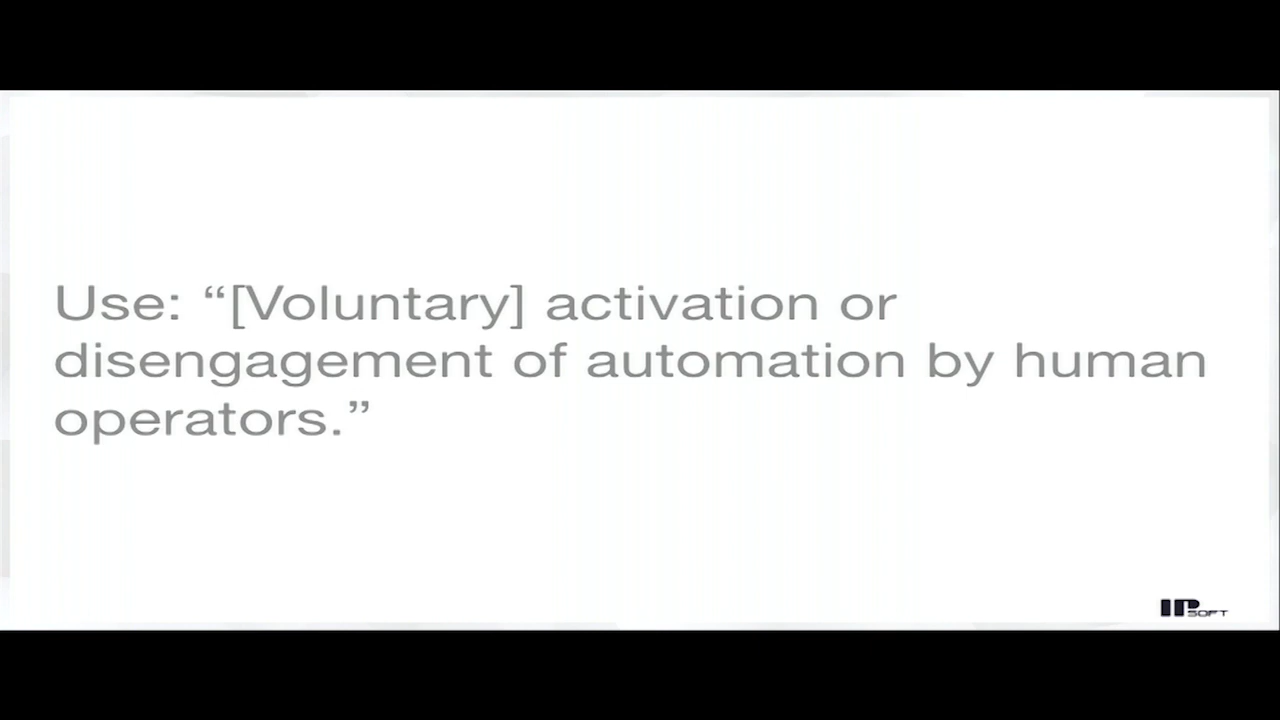 Use: “[Voluntary] activation or
disengagement of automation by human
operators.”
IPSOFT